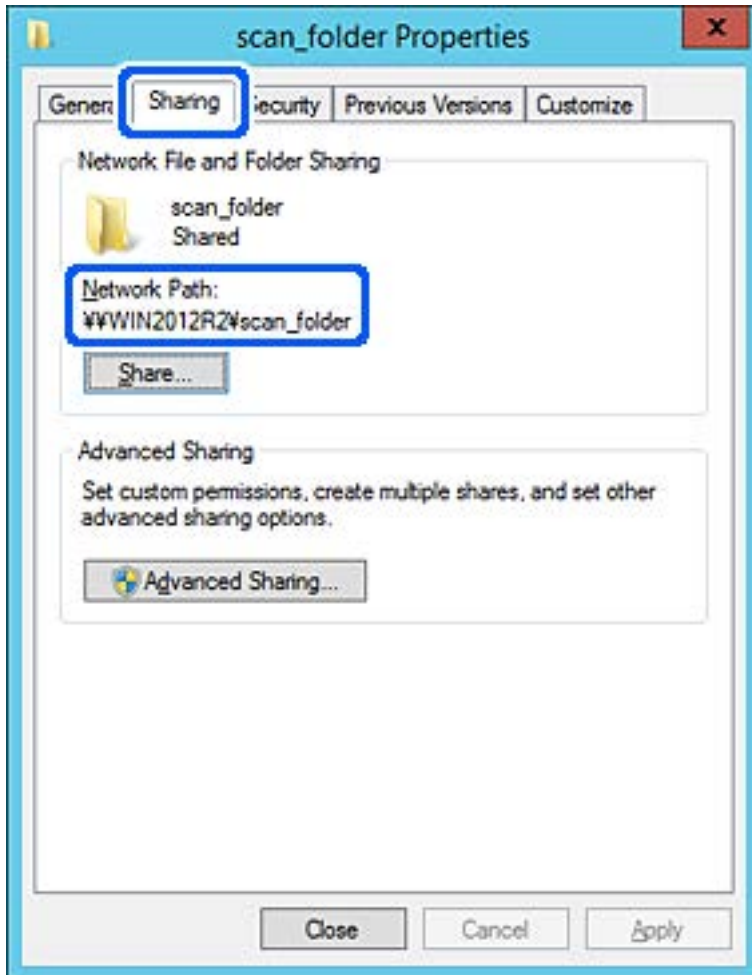 scan_folder Properties
x
Genera Sharing ecurity Previous Versions Customize
Network File and Folder Sharing
scan_folder
Shared
Network Path:
¥¥WIN2012R2¥scan_folder
Share...
Advanced Sharing
Set custom permissions, create multiple shares, and set other
advanced sharing options.
Advanced Sharing...
Close Cancel Apply